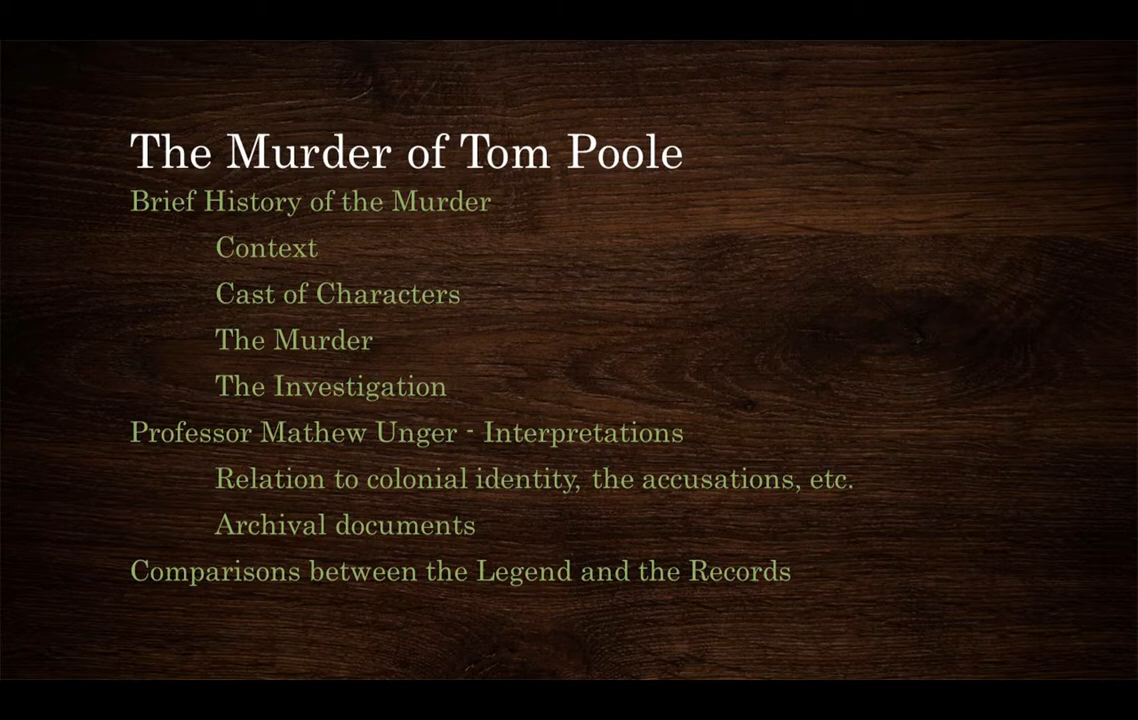 The Murder of Tom Poole
Brief History of the Murder
Context
Cast of Characters
The Murder
The Investigation
Professor Mathew Unger - Interpretations
Relation to colonial identity, the accusations, etc.
Archival documents
Comparisons between the Legend and the Records